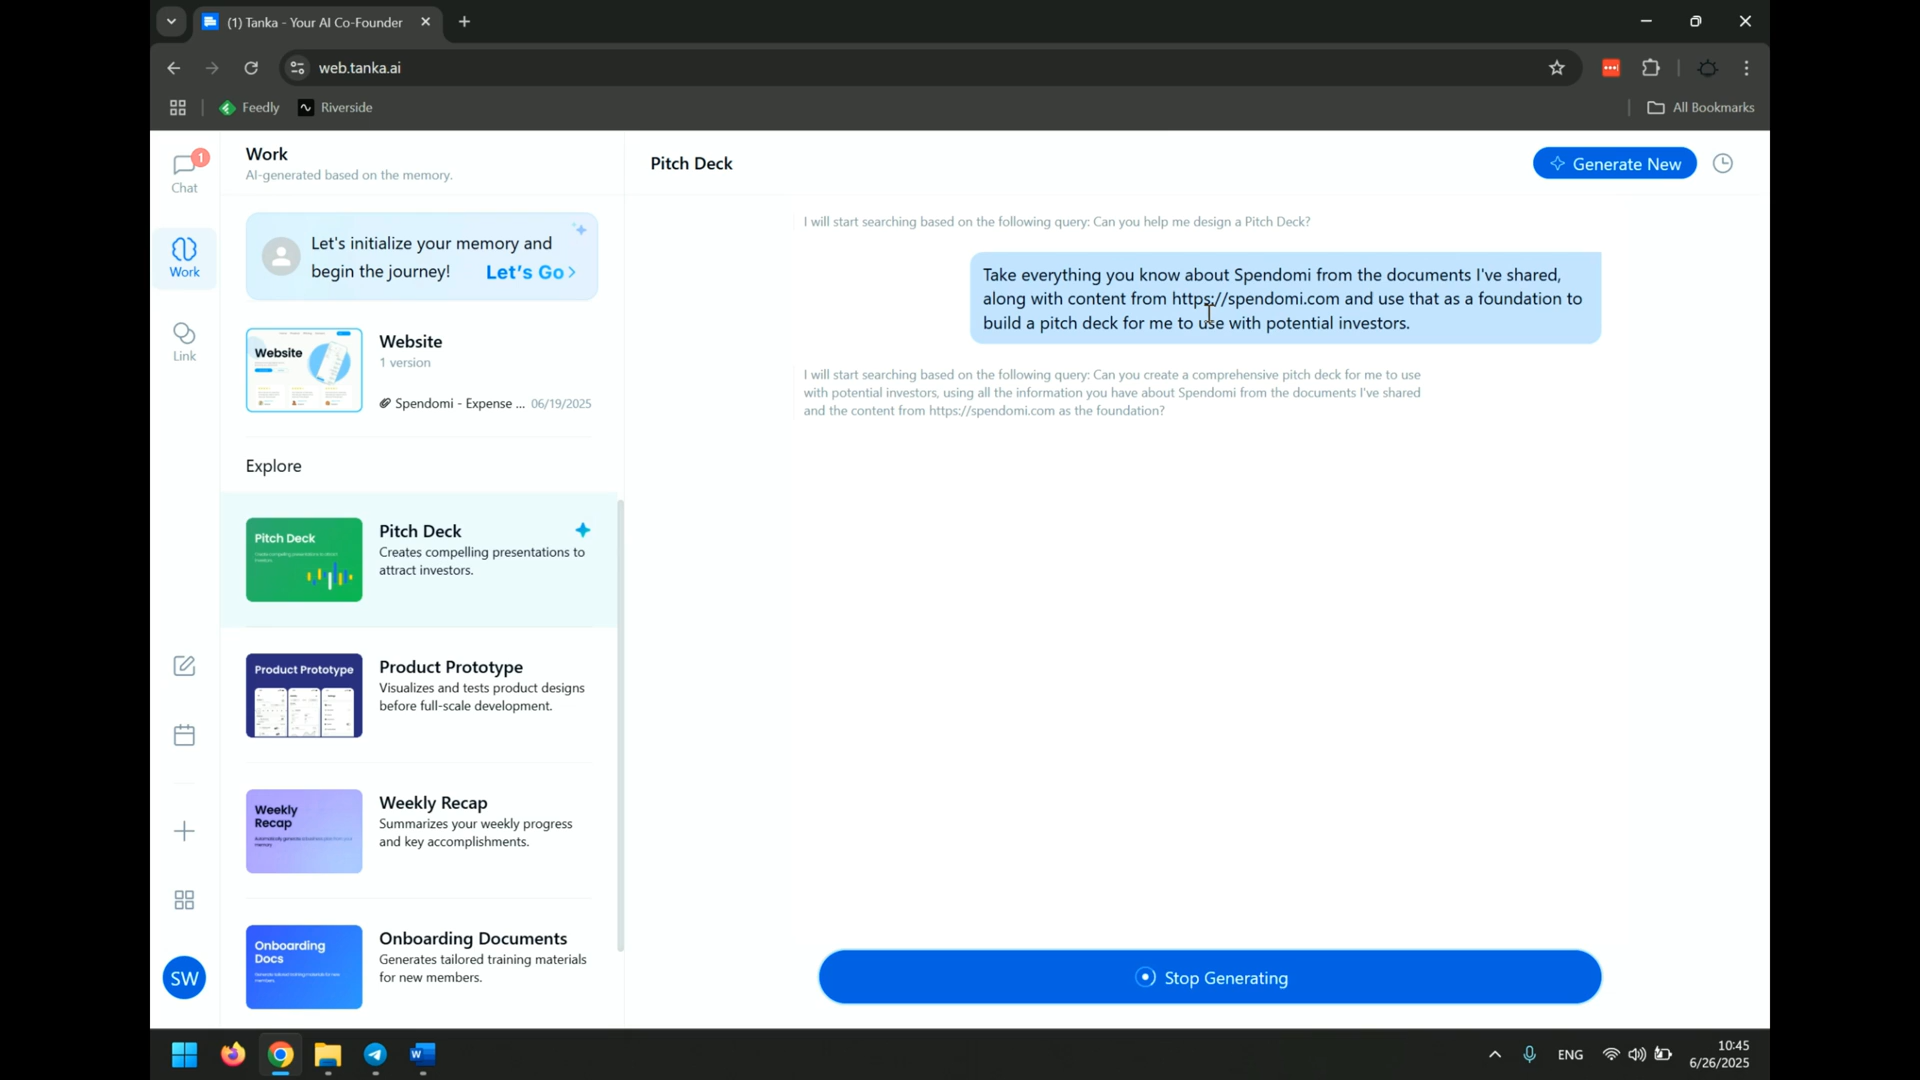 (1) Tanka - Your AI Co-Founder
web.tanka.ai
Feedly
Riverside
All Bookmarks
1
Chat
Work
Link
SW
Work
AI-generated based on the memory.
Let's initialize your memory and
begin the journey! Let's Go
Website
Website
1 version
Spendomi - Expense ... 06/19/2025
Explore
Pitch Deck
Pitch Deck
Creates compelling presentations to
attract investors.
Product Prototype
Product Prototype
Visualizes and tests product designs
before full-scale development.
Weekly
Recap
Weekly Recap
Summarizes your weekly progress
and key accomplishments.
Onboarding
Docs
Onboarding Documents
Generates tailored training materials
for new members.
Pitch Deck
Generate New
I will start searching based on the following query: Can you help me design a Pitch Deck?
Take everything you know about Spendomi from the documents I've shared,
along with content from https://spendomi.com and use that as a foundation to
build a pitch deck for me to use with potential investors.
I will start searching based on the following query: Can you create a comprehensive pitch deck for me to use
with potential investors, using all the information you have about Spendomi from the documents I've shared
and the content from https://spendomi.com as the foundation?
Stop Generating
ENG
10:45
6/26/2025